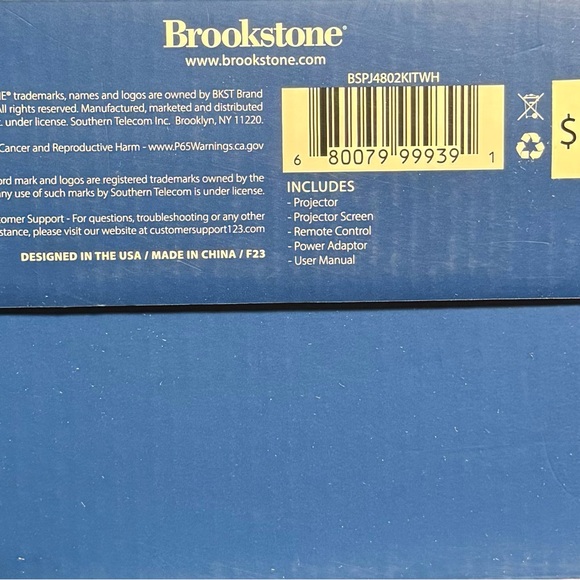 Brookstone®
www.brookstone.com
E® trademarks, names and logos are owned by BKST Brand
All rights reserved. Manufactured, marketed and distributed
. under license. Southern Telecom Inc. Brooklyn, NY 11220.
Cancer and Reproductive Harm - www.P65Warnings.ca.gov
ord mark and logos are registered trademarks owned by the
any use of such marks by Southern Telecom is under license.
tomer Support - For questions, troubleshooting or any other
stance, please visit our website at customersupport123.com
DESIGNED IN THE USA / MADE IN CHINA / F23
BSPJ4802KITWH
6 80079 99939 1
INCLUDES
- Projector
- Projector Screen
- Remote Control
- Power Adaptor
- User Manual
$